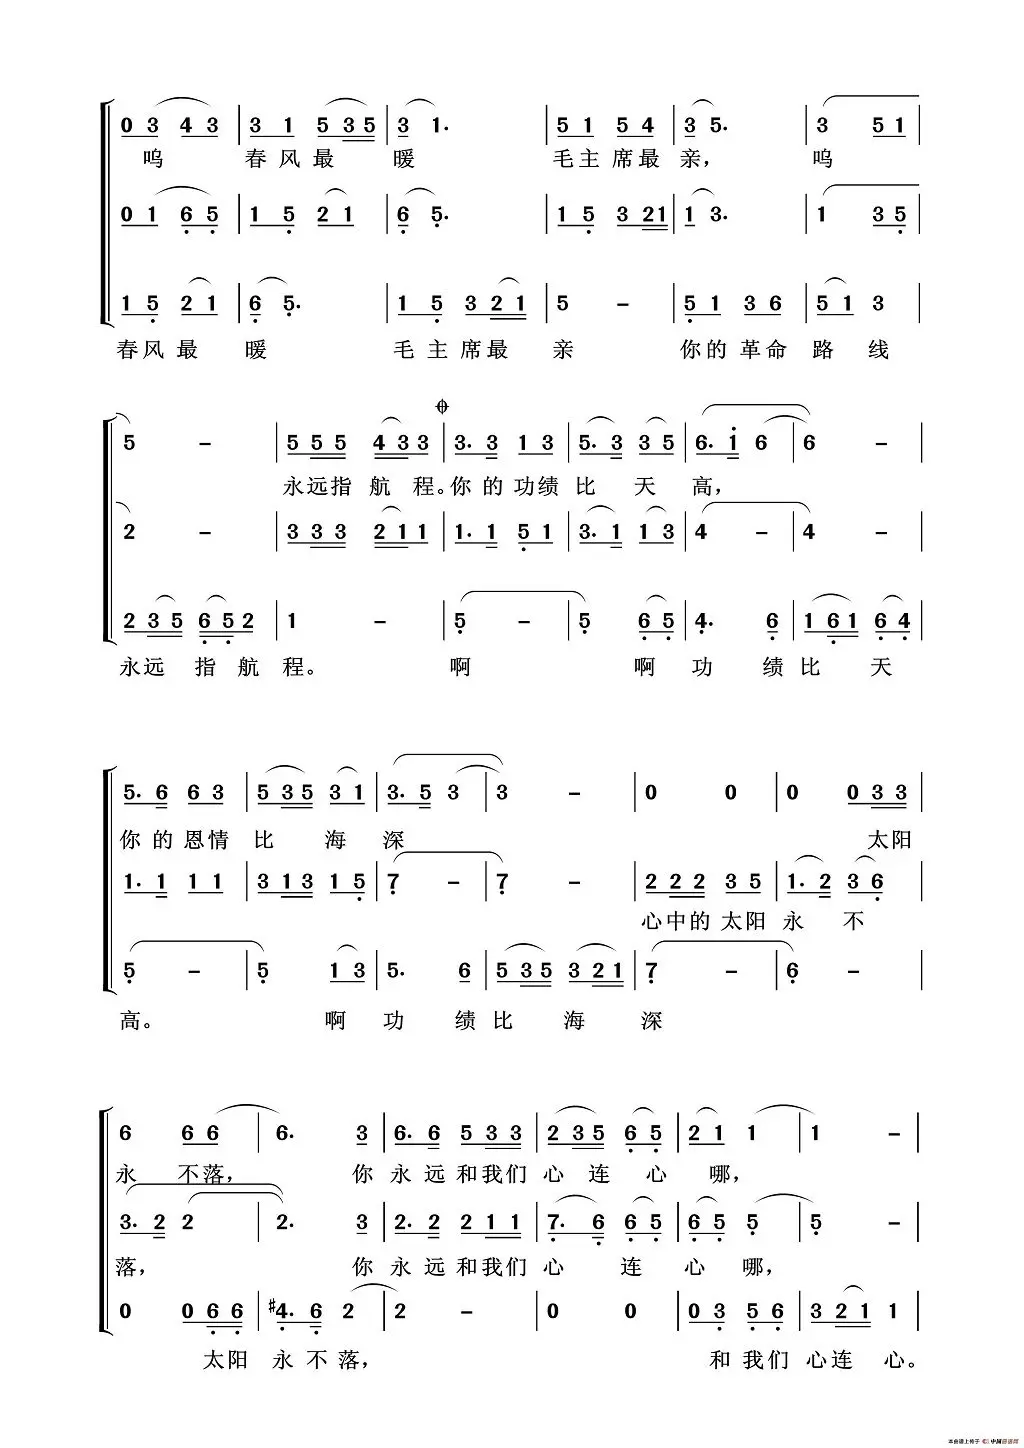 0 3 4 3 | 3 1 5 3 5 | 3 1. | 5 1 5 4 | 3 5. | 3 5 1
呜 春 风 最 暖 毛 主 席 最 亲， 呜
0 1 6 5 | 1 5 2 1 | 6 5. | 1 5 3 2 1 | 1 3. | 1 3 5
1 5 2 1 | 6 5. | 1 5 3 2 1 | 5 – | 5 1 3 6 | 5 1 3
春 风 最 暖 毛 主 席 最 亲 你 的 革 命 路 线
5 – | 5 5 5 4 3 3 | 3. 3 1 3 | 5. 3 3 5 | 6. 1 6 | 6 –
永远指 航 程。你 的 功 绩 比 天 高，
2 – | 3 3 3 2 1 1 | 1. 1 5 1 | 3. 1 1 3 | 4 – | 4 –
2 3 5 6 5 2 | 1 – | 5 – | 5 6 5 | 4. 6 | 1 6 1 6 4
永远 指 航 程。 啊 啊 功 绩 比 天
5. 6 6 3 | 5 3 5 3 1 | 3. 5 3 | 3 – | 0 0 | 0 0 3 3
你 的 恩 情 比 海 深 太阳
1. 1 1 1 | 3 1 3 1 5 | 7 – | 7 – | 2 2 2 3 5 | 1. 2 3 6
心中的 太阳 永 不
5 – | 5 1 3 | 5. 6 | 5 3 5 3 2 1 | 7 – | 6 –
高。 啊 功 绩 比 海 深
6 6 6 | 6. 3 | 6. 6 5 3 3 | 2 3 5 6 5 | 2 1 1 | 1 –
永 不落， 你 永 远 和我们 心 连 心 哪，
3. 2 2 | 2. 3 | 2. 2 2 1 1 | 7. 6 6 5 | 6 5 5 | 5 –
落， 你 永 远 和我们 心 连 心 哪，
0 0 6 6 | #4. 6 2 | 2 – | 0 0 | 0 3 5 6 | 3 2 1 1
太阳 永 不 落， 和 我们 心连 心。